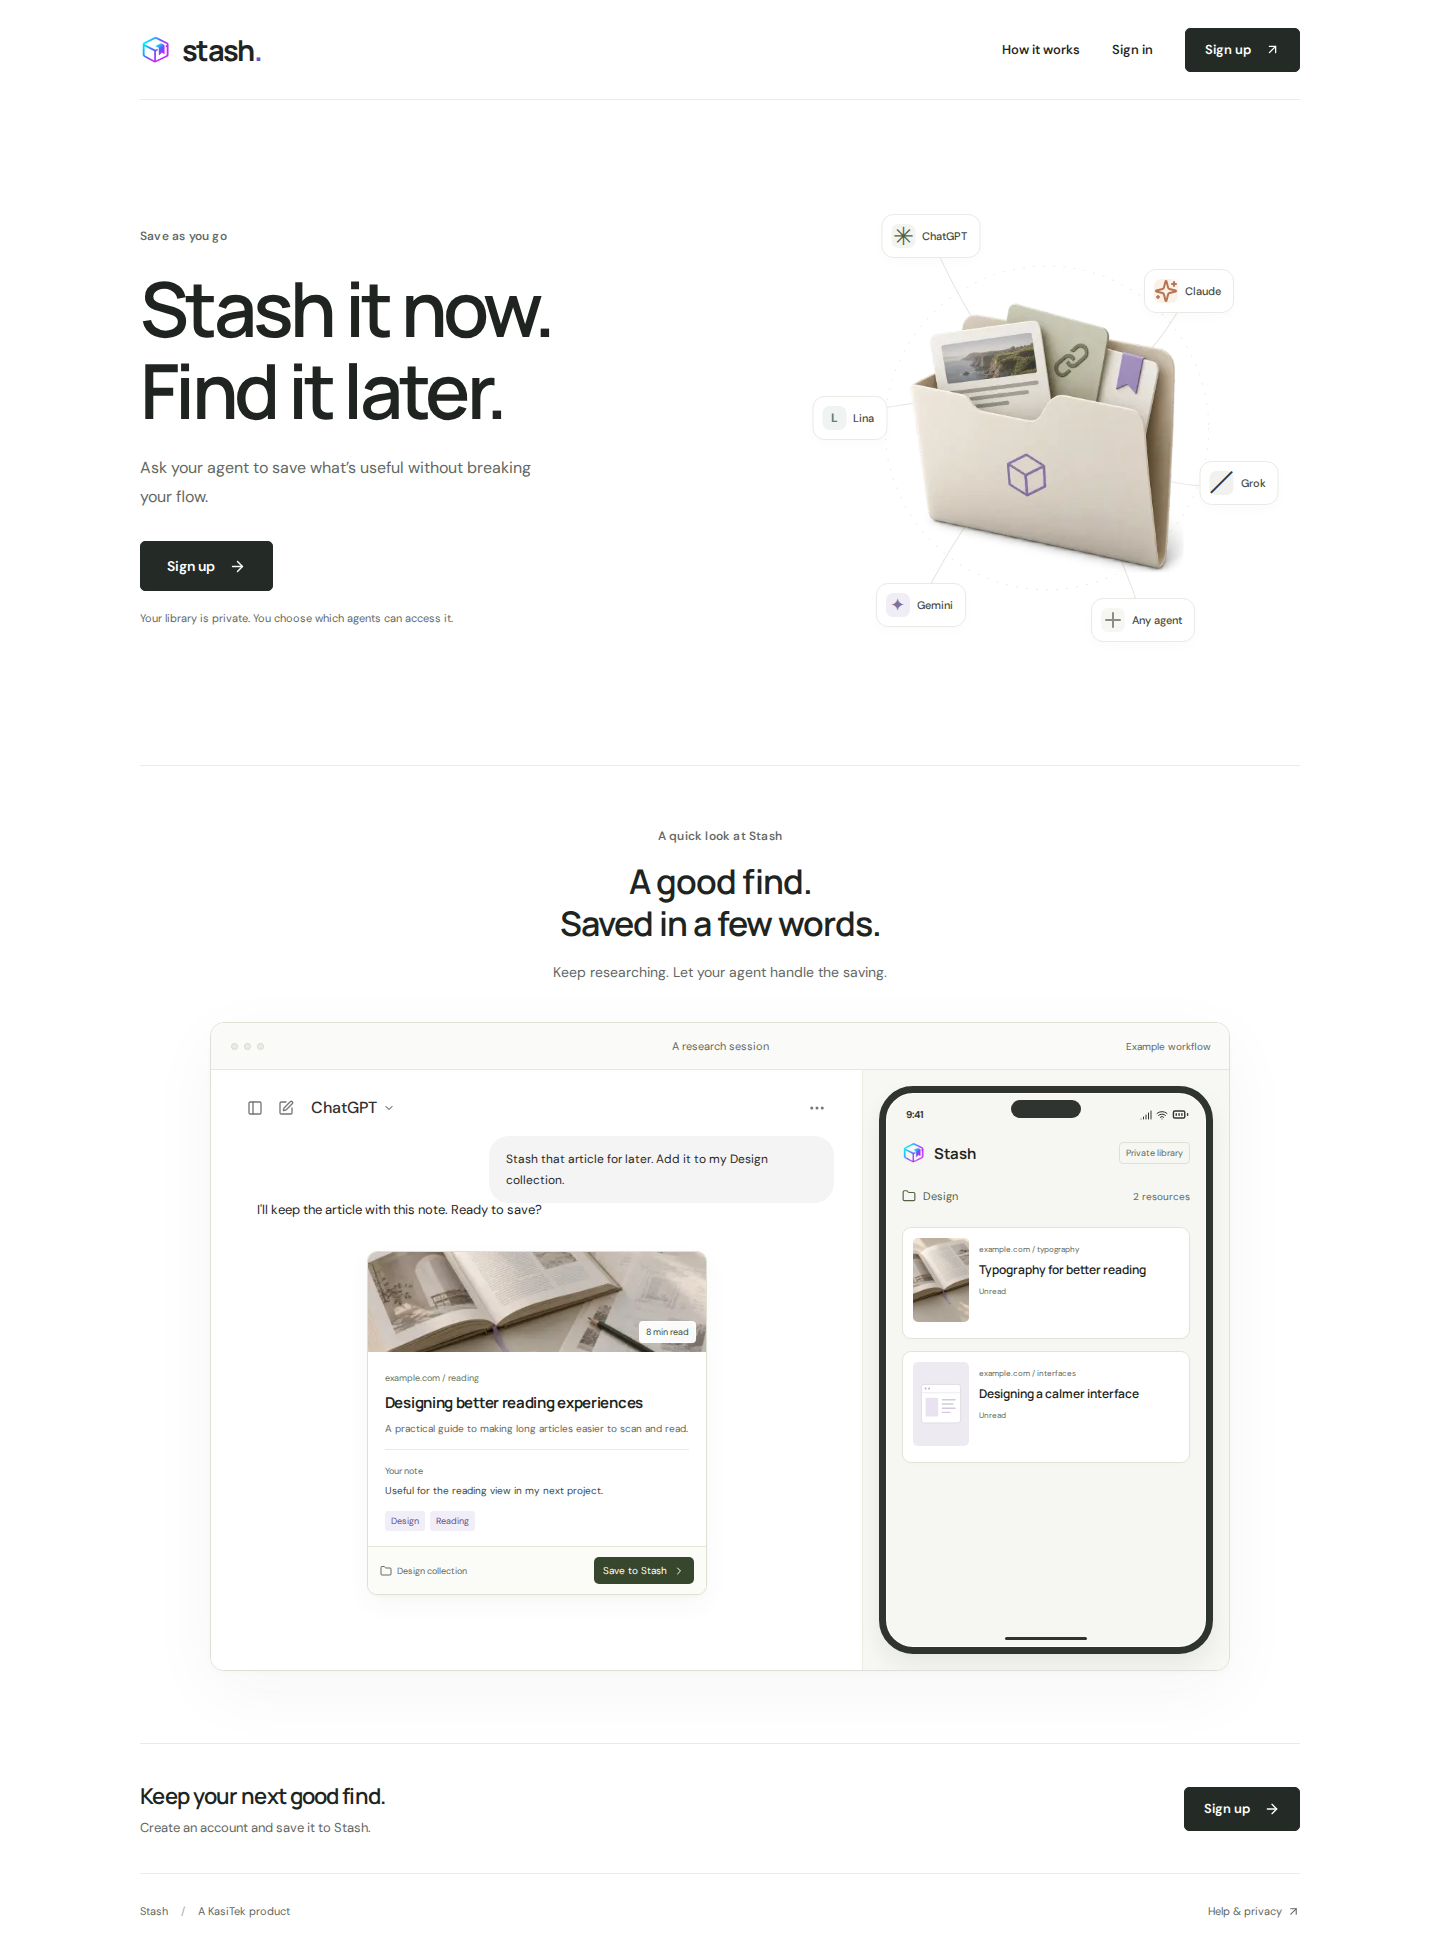 stash.
How it works
Sign in
Sign up
Save as you go
Stash it now.
Find it later.
Ask your agent to save what’s useful without breaking
your flow.
Sign up
Your library is private. You choose which agents can access it.
ChatGPT
Claude
L Lina
Grok
Gemini
Any agent
A quick look at Stash
A good find.
Saved in a few words.
Keep researching. Let your agent handle the saving.
A research session
Example workflow
ChatGPT
Stash that article for later. Add it to my Design
collection.
I'll keep the article with this note. Ready to save?
8 min read
example.com / reading
Designing better reading experiences
A practical guide to making long articles easier to scan and read.
Your note
Useful for the reading view in my next project.
Design
Reading
Design collection
Save to Stash
9:41
Stash
Private library
Design
2 resources
example.com / typography
Typography for better reading
Unread
example.com / interfaces
Designing a calmer interface
Unread
Keep your next good find.
Create an account and save it to Stash.
Sign up
Stash / A KasiTek product
Help & privacy